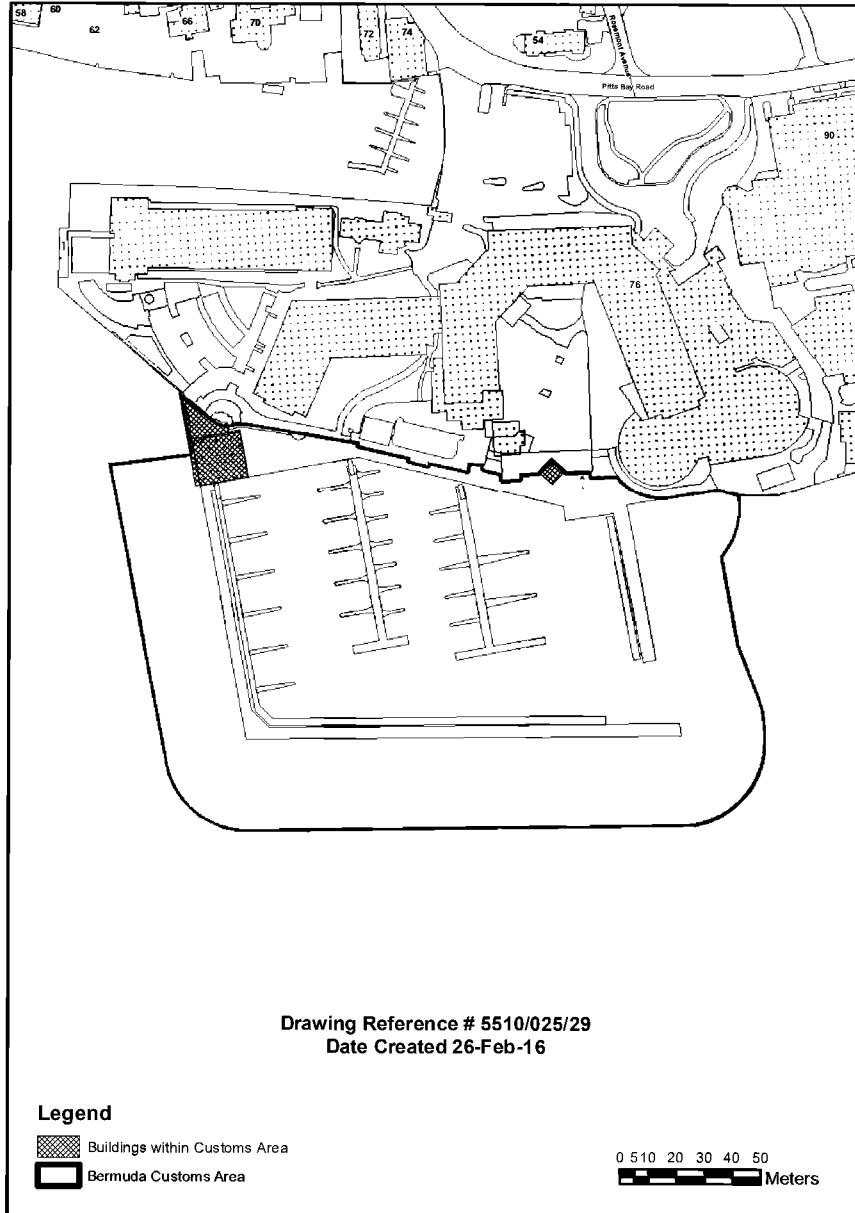 58
60
62
66
70
72
74
54
Rosemont Avenue
Pitts Bay Road
90
76
Drawing Reference # 5510/025/29
Date Created 26-Feb-16
Legend
Buildings within Customs Area
Bermuda Customs Area
0 5 10 20 30 40 50
Meters